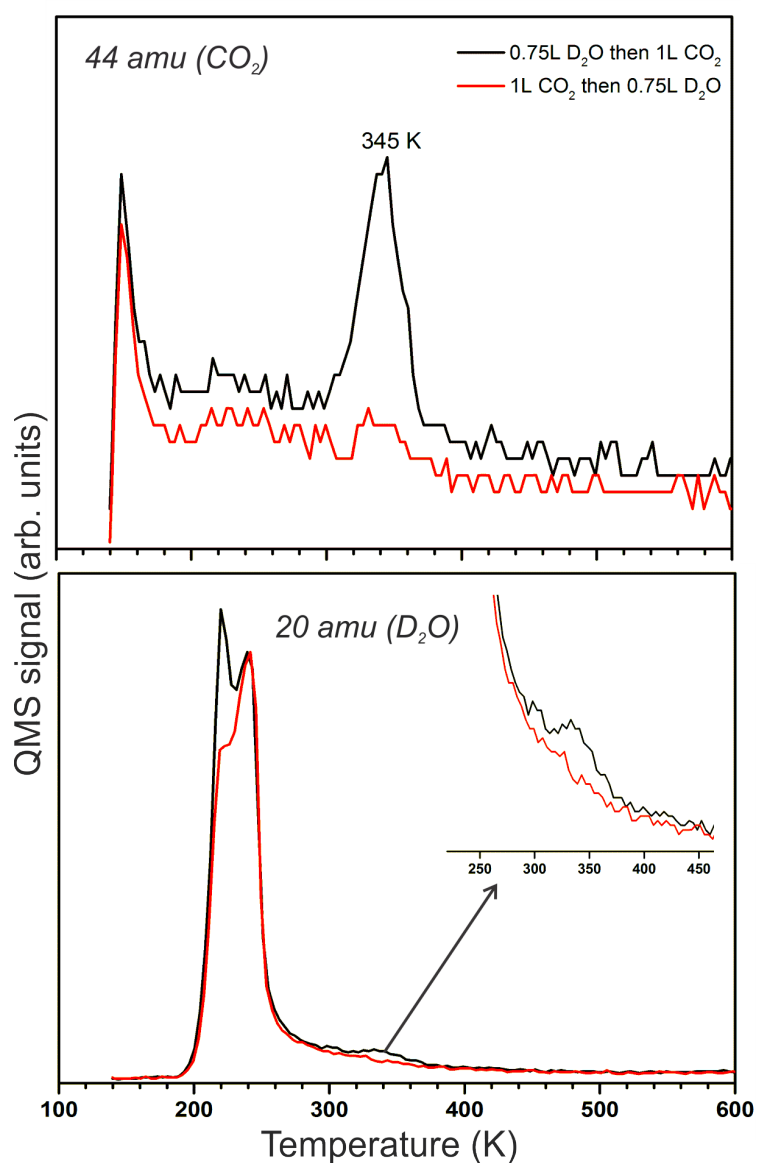 44 amu (CO₂)
0.75L D₂O then 1L CO₂
1L CO₂ then 0.75L D₂O
345 K
QMS signal (arb. units)
20 amu (D₂O)
250 300 350 400 450
100 200 300 400 500 600
Temperature (K)